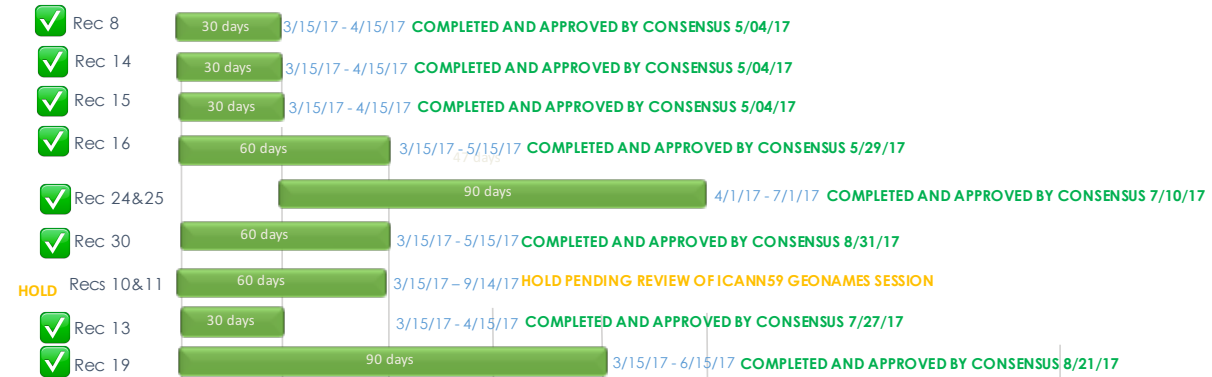 Rec 8 30 days 3/15/17 - 4/15/17 COMPLETED AND APPROVED BY CONSENSUS 5/04/17
Rec 14 30 days 3/15/17 - 4/15/17 COMPLETED AND APPROVED BY CONSENSUS 5/04/17
Rec 15 30 days 3/15/17 - 4/15/17 COMPLETED AND APPROVED BY CONSENSUS 5/04/17
Rec 16 60 days 3/15/17 - 5/15/17 COMPLETED AND APPROVED BY CONSENSUS 5/29/17
47 days
Rec 24&25 90 days 4/1/17 - 7/1/17 COMPLETED AND APPROVED BY CONSENSUS 7/10/17
Rec 30 60 days 3/15/17 - 5/15/17 COMPLETED AND APPROVED BY CONSENSUS 8/31/17
HOLD Recs 10&11 60 days 3/15/17 – 9/14/17 HOLD PENDING REVIEW OF ICANN59 GEONAMES SESSION
Rec 13 30 days 3/15/17 - 4/15/17 COMPLETED AND APPROVED BY CONSENSUS 7/27/17
Rec 19 90 days 3/15/17 - 6/15/17 COMPLETED AND APPROVED BY CONSENSUS 8/21/17